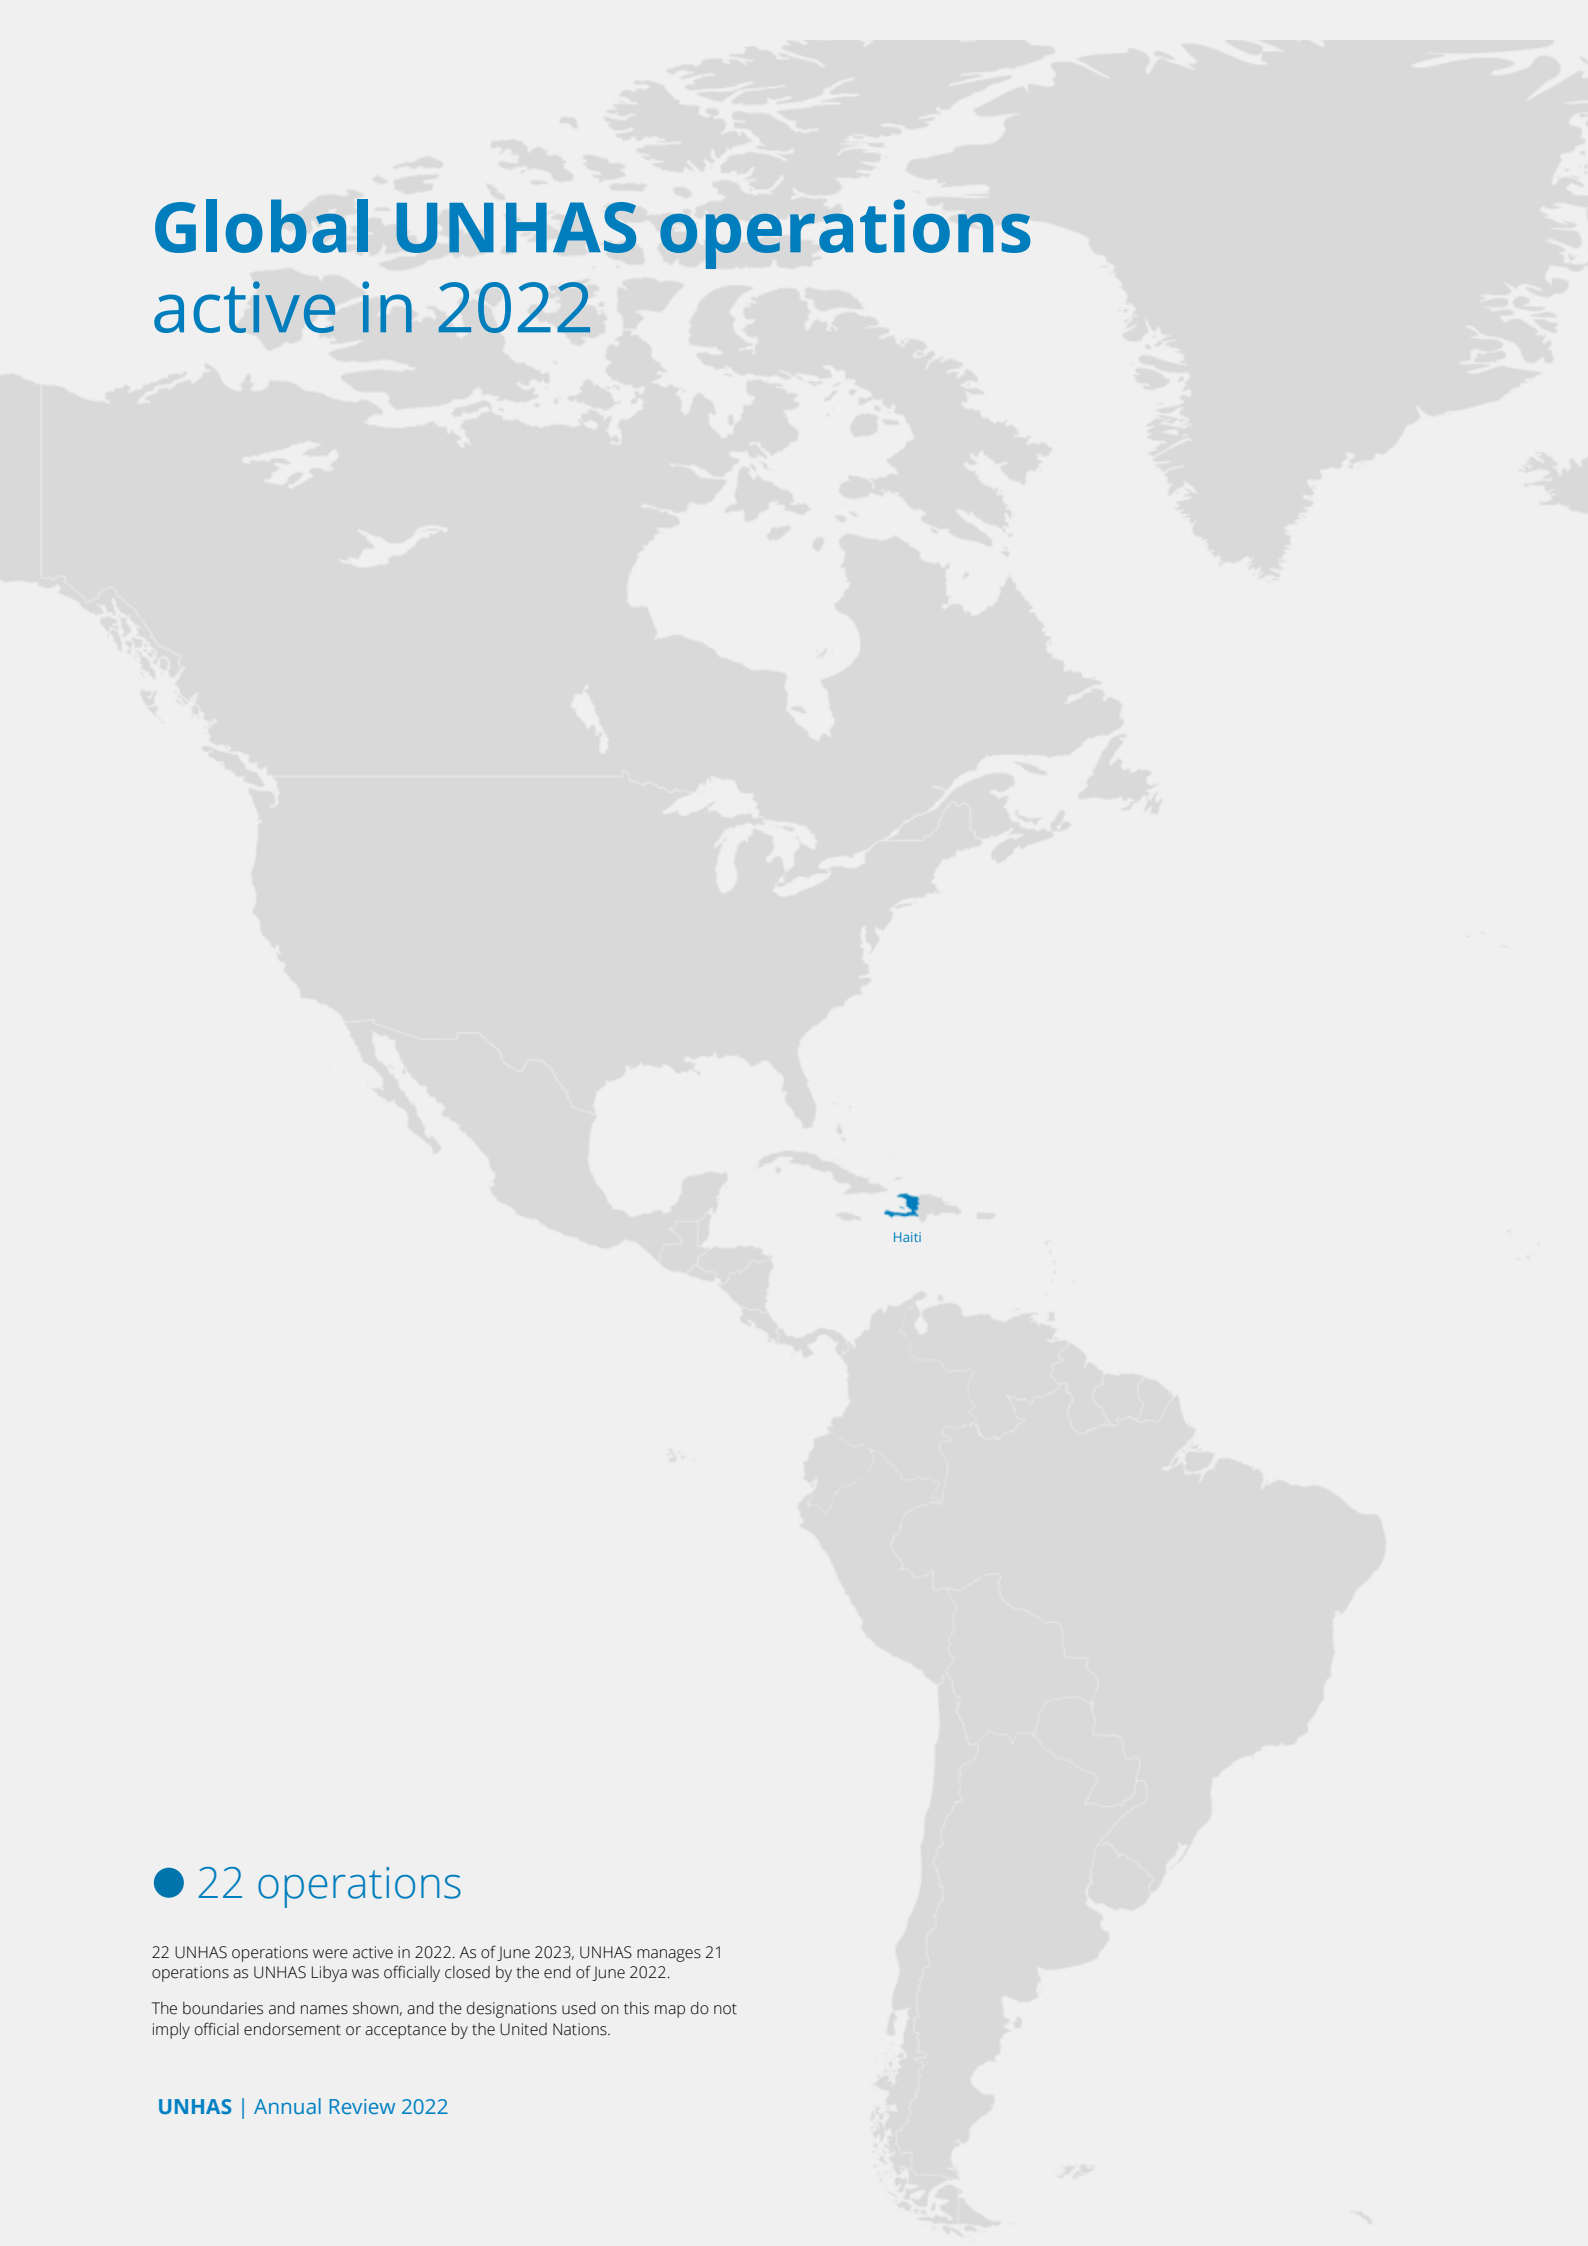 Global UNHAS operations
active in 2022
Haiti
22 operations
22 UNHAS operations were active in 2022. As of June 2023, UNHAS manages 21
operations as UNHAS Libya was officially closed by the end of June 2022.
The boundaries and names shown, and the designations used on this map do not
imply official endorsement or acceptance by the United Nations.
UNHAS | Annual Review 2022